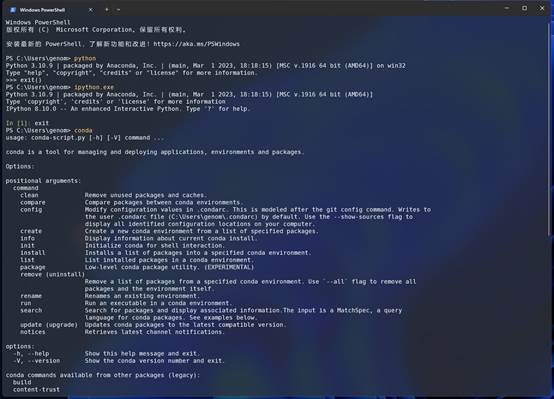 Windows PowerShell
Windows PowerShell
版权所有 (C) Microsoft Corporation。保留所有权利。
安装最新的 PowerShell,了解新功能和改进!https://aka.ms/PSWindows
PS C:\Users\genom> python
Python 3.10.9 | packaged by Anaconda, Inc. | (main, Mar  1 2023, 18:18:15) [MSC v.1916 64 bit (AMD64)] on win32
Type "help", "copyright", "credits" or "license" for more information.
>>> exit()
PS C:\Users\genom> ipython.exe
Python 3.10.9 | packaged by Anaconda, Inc. | (main, Mar  1 2023, 18:18:15) [MSC v.1916 64 bit (AMD64)]
Type 'copyright', 'credits' or 'license' for more information
IPython 8.10.0 -- An enhanced Interactive Python. Type '?' for help.
In [1]: exit
PS C:\Users\genom> conda
usage: conda-script.py [-h] [-V] command ...
conda is a tool for managing and deploying applications, environments and packages.
Options:
positional arguments:
command
clean Remove unused packages and caches.
compare Compare packages between conda environments.
config Modify configuration values in .condarc. This is modeled after the git config command. Writes to
the user .condarc file (C:\Users\genom\.condarc) by default. Use the --show-sources flag to
display all identified configuration locations on your computer.
create Create a new conda environment from a list of specified packages.
info Display information about current conda install.
init Initialize conda for shell interaction.
install Installs a list of packages into a specified conda environment.
list List installed packages in a conda environment.
package Low-level conda package utility. (EXPERIMENTAL)
remove (uninstall)
Remove a list of packages from a specified conda environment. Use `--all` flag to remove all
packages and the environment itself.
rename Renames an existing environment.
run Run an executable in a conda environment.
search Search for packages and display associated information.The input is a MatchSpec, a query
language for conda packages. See examples below.
update (upgrade) Updates conda packages to the latest compatible version.
notices Retrieves latest channel notifications.
options:
-h, --help Show this help message and exit.
-V, --version Show the conda version number and exit.
conda commands available from other packages (legacy):
build
content-trust